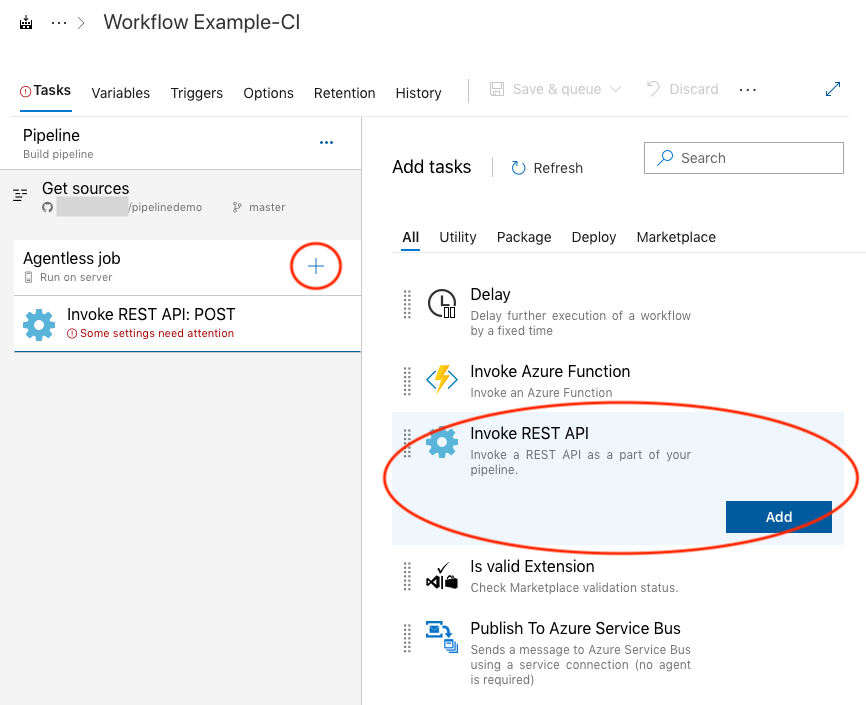 ··· > Workflow Example-CI
Tasks Variables Triggers Options Retention History Save & queue Discard ···
Pipeline
Build pipeline
Get sources
/pipelinedemo master
Agentless job
Run on server
Invoke REST API: POST
Some settings need attention
Add tasks Refresh Search
All Utility Package Deploy Marketplace
Delay
Delay further execution of a workflow
by a fixed time
Invoke Azure Function
Invoke an Azure Function
Invoke REST API
Invoke a REST API as a part of your
pipeline.
Add
Is valid Extension
Check Marketplace validation status.
Publish To Azure Service Bus
Sends a message to Azure Service Bus
using a service connection (no agent
is required)